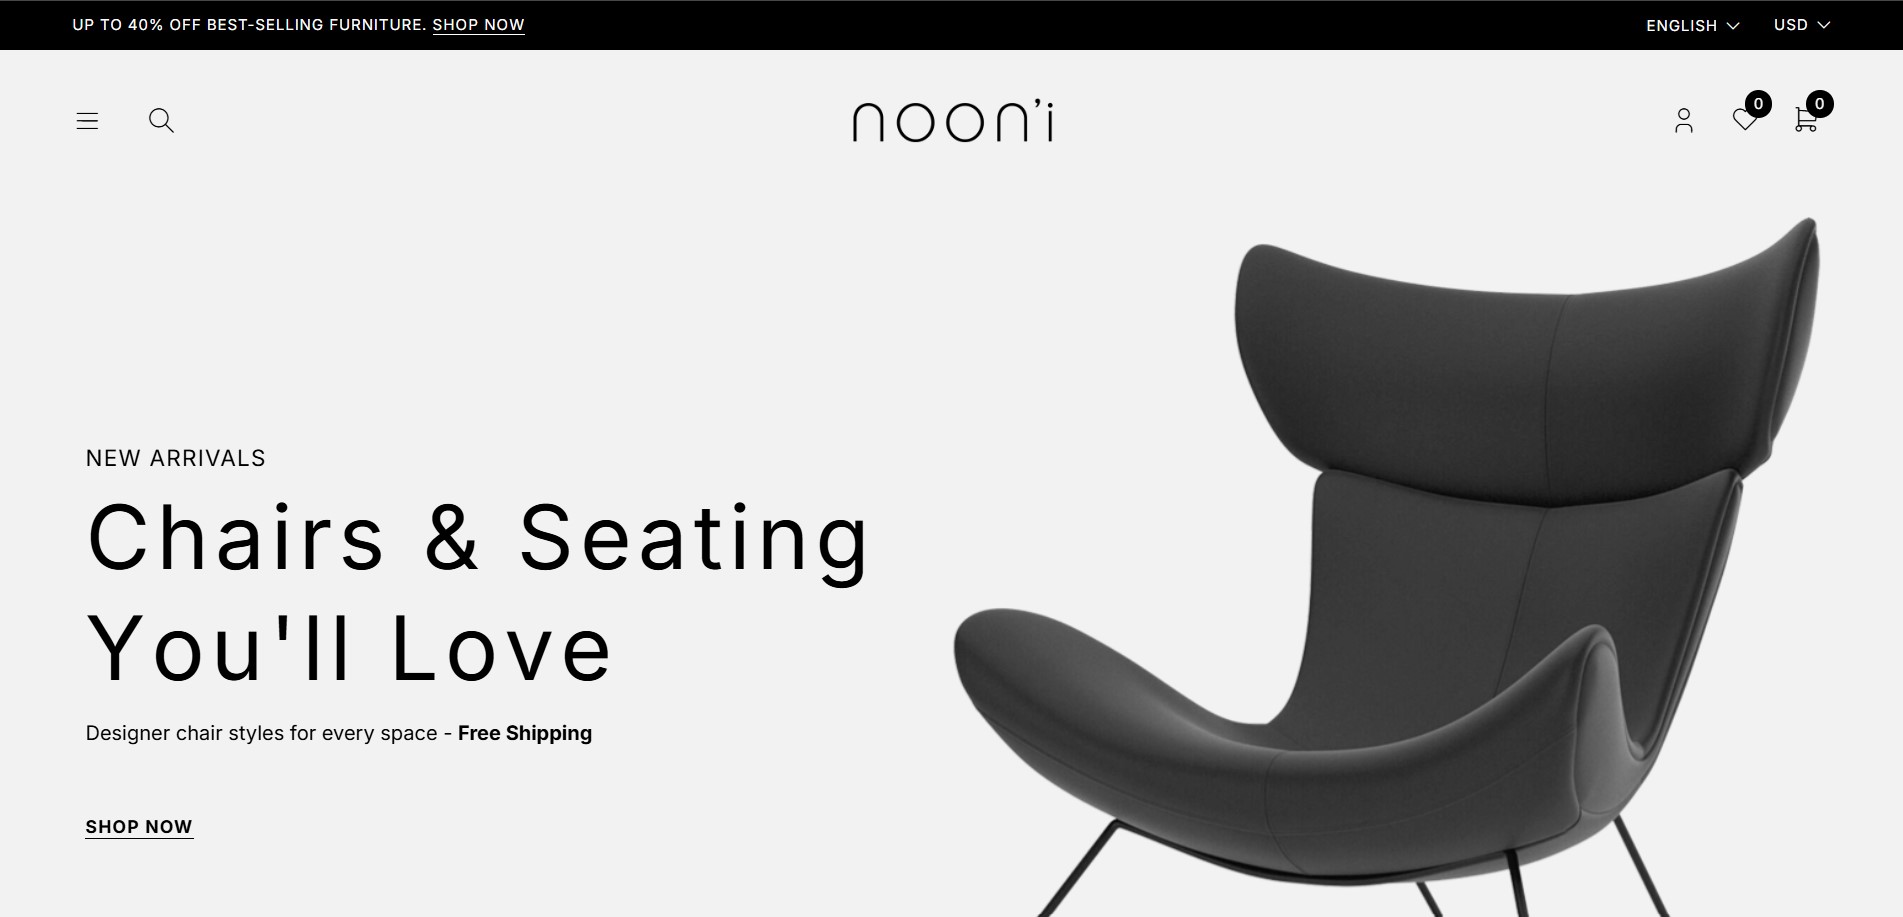 UP TO 40% OFF BEST-SELLING FURNITURE. SHOP NOW
ENGLISH
USD
noon'i
0
0
NEW ARRIVALS
Chairs & Seating
You'll Love
Designer chair styles for every space - Free Shipping
SHOP NOW